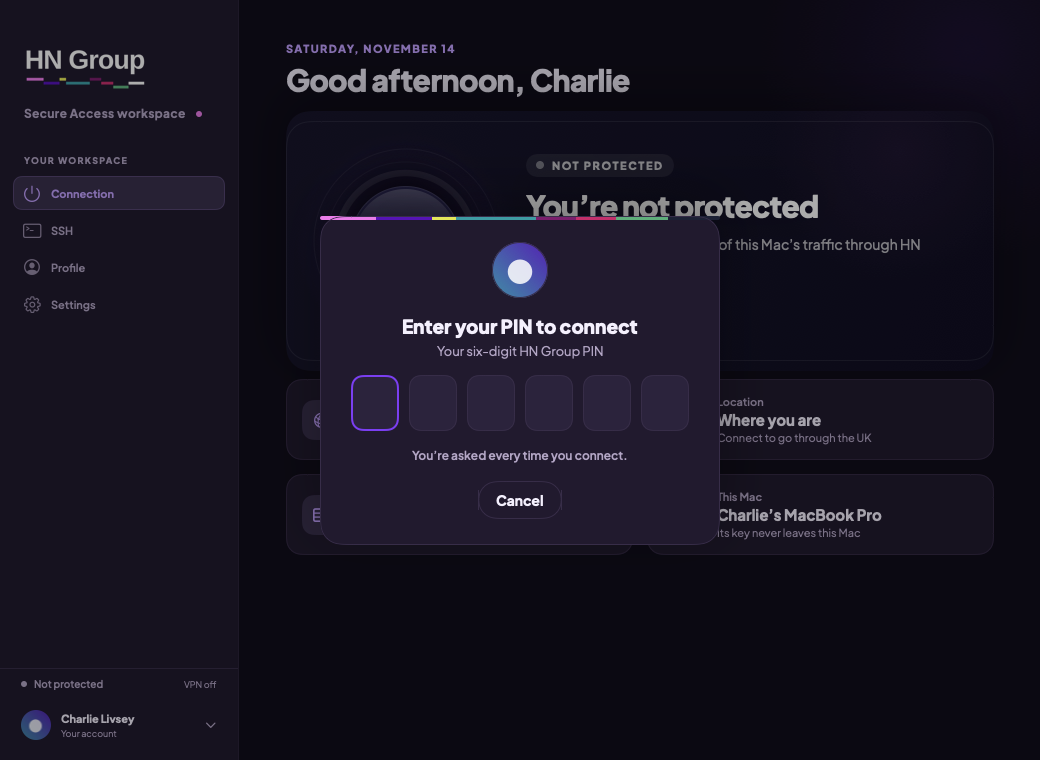 HN Group
Secure Access workspace
YOUR WORKSPACE
Connection
SSH
Profile
Settings
Not protected
VPN off
Charlie Livsey
Your account
SATURDAY, NOVEMBER 14
Good afternoon, Charlie
NOT PROTECTED
You’re not protected
of this Mac's traffic through HN
Enter your PIN to connect
Your six-digit HN Group PIN
You’re asked every time you connect.
Cancel
Location
Where you are
Connect to go through the UK
This Mac
Charlie’s MacBook Pro
Its key never leaves this Mac